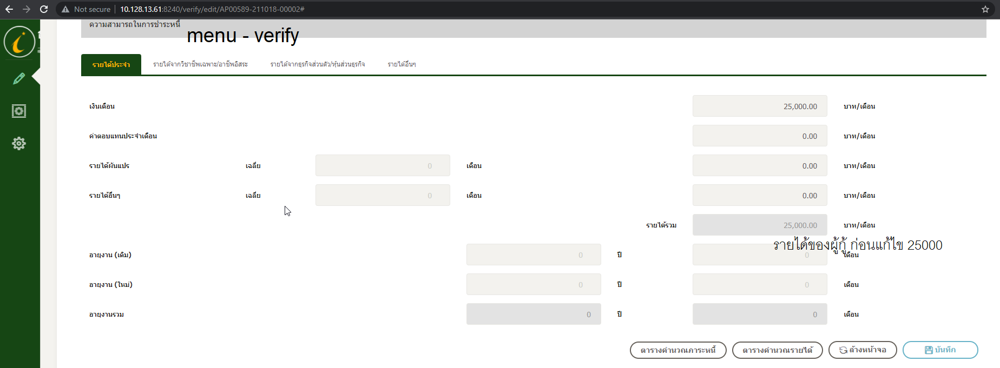 Not secure | 10.128.13.61:8240/verify/edit/AP00589-211018-00002#
ความสามารถในการชำระหนี้
menu - verify
รายได้ประจำ รายได้จากวิชาชีพเฉพาะ/อาชีพอิสระ รายได้จากธุรกิจส่วนตัว/หุ้นส่วนธุรกิจ รายได้อื่นๆ
เงินเดือน 25,000.00 บาท/เดือน
ค่าตอบแทนประจำเดือน 0.00 บาท/เดือน
รายได้ผันแปร เฉลี่ย 0 เดือน 0.00 บาท/เดือน
รายได้อื่นๆ เฉลี่ย 0 เดือน 0.00 บาท/เดือน
รายได้รวม 25,000.00 บาท/เดือน
รายได้ของผู้กู้ ก่อนแก้ไข 25000
อายุงาน (เดิม) 0 ปี 0 เดือน
อายุงาน (ใหม่) 0 ปี 0 เดือน
อายุงานรวม 0 ปี 0 เดือน
ตารางคำนวณภาระหนี้ ตารางคำนวณรายได้ ล้างหน้าจอ บันทึก